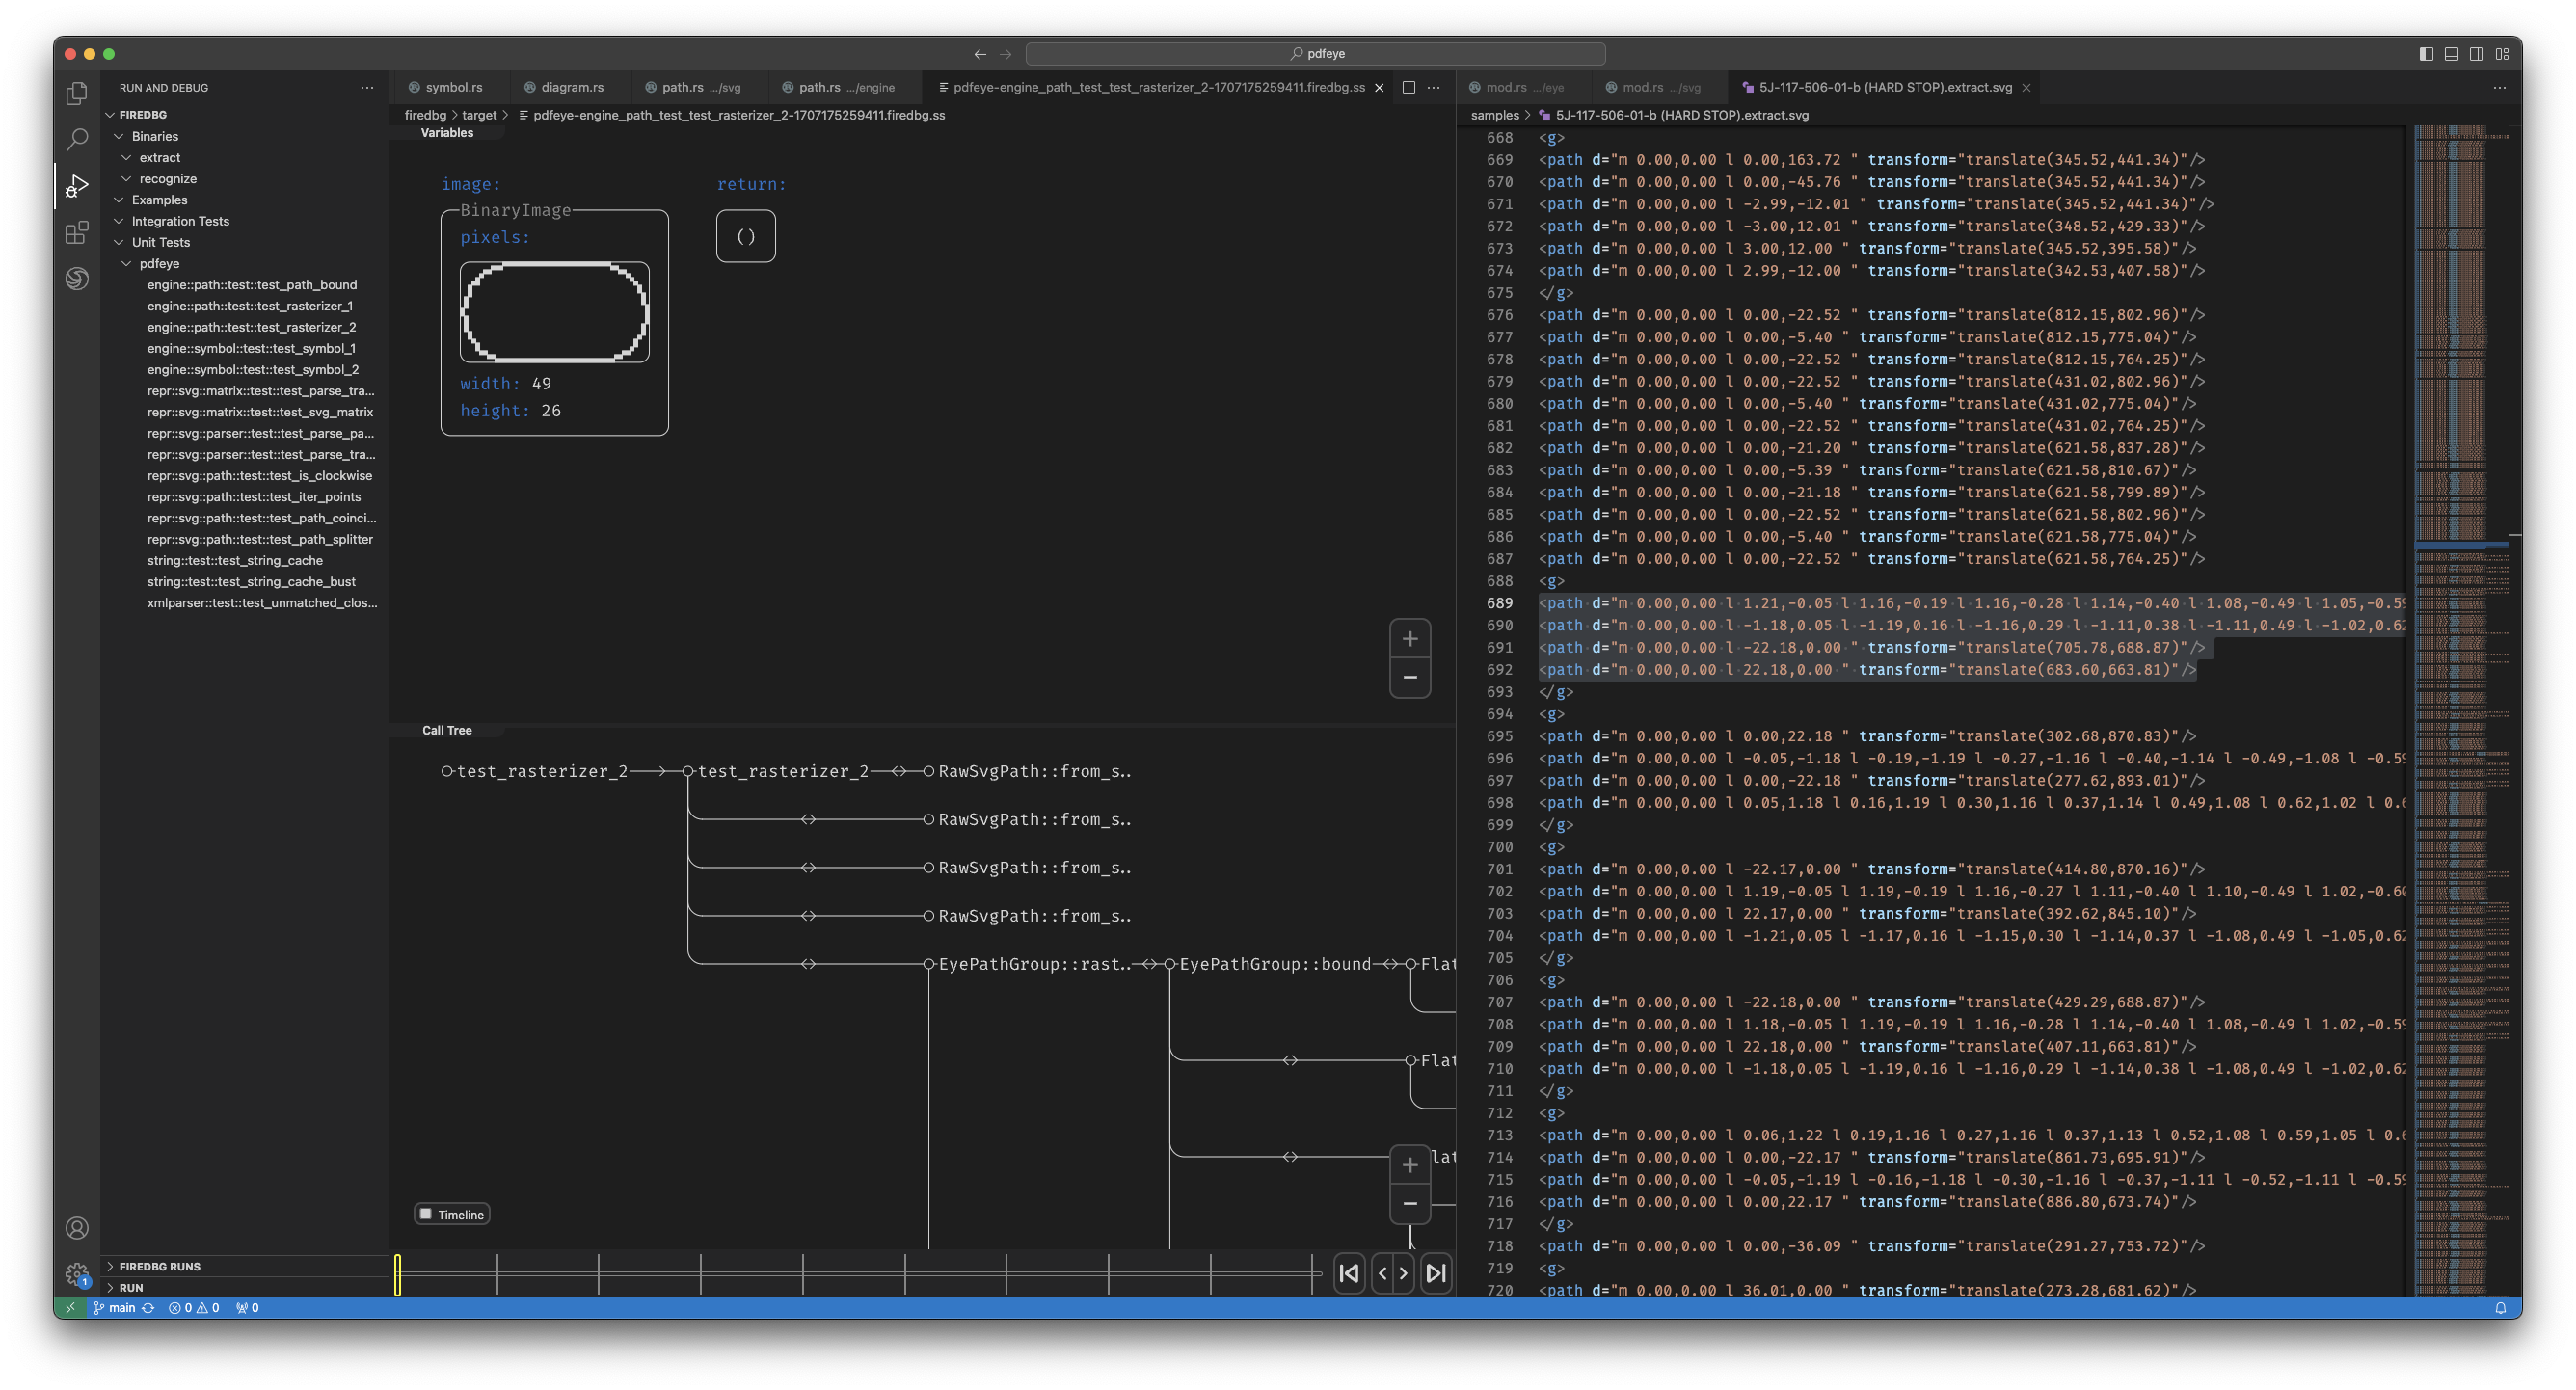 pdfeye
RUN AND DEBUG
FIREDBG
Binaries
extract
recognize
Examples
Integration Tests
Unit Tests
pdfeye
engine::path::test::test_path_bound
engine::path::test::test_rasterizer_1
engine::path::test::test_rasterizer_2
engine::symbol::test::test_symbol_1
engine::symbol::test::test_symbol_2
repr::svg::matrix::test::test_parse_tra...
repr::svg::matrix::test::test_svg_matrix
repr::svg::parser::test::test_parse_pa...
repr::svg::parser::test::test_parse_tra...
repr::svg::path::test::test_is_clockwise
repr::svg::path::test::test_iter_points
repr::svg::path::test::test_path_coinci...
repr::svg::path::test::test_path_splitter
string::test::test_string_cache
string::test::test_string_cache_bust
xmlparser::test::test_unmatched_clos...
FIREDBG RUNS
RUN
symbol.rs
diagram.rs
path.rs .../svg
path.rs .../engine
pdfeye-engine_path_test_test_rasterizer_2-1707175259411.firedbg.ss
firedbg > target > pdfeye-engine_path_test_test_rasterizer_2-1707175259411.firedbg.ss
Variables
image:
BinaryImage
pixels:
width: 49
height: 26
return:
()
+
−
Call Tree
test_rasterizer_2
test_rasterizer_2
RawSvgPath::from_s..
RawSvgPath::from_s..
RawSvgPath::from_s..
RawSvgPath::from_s..
EyePathGroup::rast..
EyePathGroup::bound
Flat
Flat
lat
+
−
Timeline
mod.rs .../eye
mod.rs .../svg
5J-117-506-01-b (HARD STOP).extract.svg
samples > 5J-117-506-01-b (HARD STOP).extract.svg
668 <g>
669 <path d="m 0.00,0.00 l 0.00,163.72 " transform="translate(345.52,441.34)"/>
670 <path d="m 0.00,0.00 l 0.00,-45.76 " transform="translate(345.52,441.34)"/>
671 <path d="m 0.00,0.00 l -2.99,-12.01 " transform="translate(345.52,441.34)"/>
672 <path d="m 0.00,0.00 l -3.00,12.01 " transform="translate(348.52,429.33)"/>
673 <path d="m 0.00,0.00 l 3.00,12.00 " transform="translate(345.52,395.58)"/>
674 <path d="m 0.00,0.00 l 2.99,-12.00 " transform="translate(342.53,407.58)"/>
675 </g>
676 <path d="m 0.00,0.00 l 0.00,-22.52 " transform="translate(812.15,802.96)"/>
677 <path d="m 0.00,0.00 l 0.00,-5.40 " transform="translate(812.15,775.04)"/>
678 <path d="m 0.00,0.00 l 0.00,-22.52 " transform="translate(812.15,764.25)"/>
679 <path d="m 0.00,0.00 l 0.00,-22.52 " transform="translate(431.02,802.96)"/>
680 <path d="m 0.00,0.00 l 0.00,-5.40 " transform="translate(431.02,775.04)"/>
681 <path d="m 0.00,0.00 l 0.00,-22.52 " transform="translate(431.02,764.25)"/>
682 <path d="m 0.00,0.00 l 0.00,-21.20 " transform="translate(621.58,837.28)"/>
683 <path d="m 0.00,0.00 l 0.00,-5.39 " transform="translate(621.58,810.67)"/>
684 <path d="m 0.00,0.00 l 0.00,-21.18 " transform="translate(621.58,799.89)"/>
685 <path d="m 0.00,0.00 l 0.00,-22.52 " transform="translate(621.58,802.96)"/>
686 <path d="m 0.00,0.00 l 0.00,-5.40 " transform="translate(621.58,775.04)"/>
687 <path d="m 0.00,0.00 l 0.00,-22.52 " transform="translate(621.58,764.25)"/>
688 <g>
689 <path d="m 0.00,0.00 l 1.21,-0.05 l 1.16,-0.19 l 1.16,-0.28 l 1.14,-0.40 l 1.08,-0.49 l 1.05,-0.59
690 <path d="m 0.00,0.00 l -1.18,0.05 l -1.19,0.16 l -1.16,0.29 l -1.11,0.38 l -1.11,0.49 l -1.02,0.62
691 <path d="m 0.00,0.00 l -22.18,0.00 " transform="translate(705.78,688.87)"/>
692 <path d="m 0.00,0.00 l 22.18,0.00 " transform="translate(683.60,663.81)"/>
693 </g>
694 <g>
695 <path d="m 0.00,0.00 l 0.00,22.18 " transform="translate(302.68,870.83)"/>
696 <path d="m 0.00,0.00 l -0.05,-1.18 l -0.19,-1.19 l -0.27,-1.16 l -0.40,-1.14 l -0.49,-1.08 l -0.59
697 <path d="m 0.00,0.00 l 0.00,-22.18 " transform="translate(277.62,893.01)"/>
698 <path d="m 0.00,0.00 l 0.05,1.18 l 0.16,1.19 l 0.30,1.16 l 0.37,1.14 l 0.49,1.08 l 0.62,1.02 l 0.6
699 </g>
700 <g>
701 <path d="m 0.00,0.00 l -22.17,0.00 " transform="translate(414.80,870.16)"/>
702 <path d="m 0.00,0.00 l 1.19,-0.05 l 1.19,-0.19 l 1.16,-0.27 l 1.11,-0.40 l 1.10,-0.49 l 1.02,-0.60
703 <path d="m 0.00,0.00 l 22.17,0.00 " transform="translate(392.62,845.10)"/>
704 <path d="m 0.00,0.00 l -1.21,0.05 l -1.17,0.16 l -1.15,0.30 l -1.14,0.37 l -1.08,0.49 l -1.05,0.62
705 </g>
706 <g>
707 <path d="m 0.00,0.00 l -22.18,0.00 " transform="translate(429.29,688.87)"/>
708 <path d="m 0.00,0.00 l 1.18,-0.05 l 1.19,-0.19 l 1.16,-0.28 l 1.14,-0.40 l 1.08,-0.49 l 1.02,-0.59
709 <path d="m 0.00,0.00 l 22.18,0.00 " transform="translate(407.11,663.81)"/>
710 <path d="m 0.00,0.00 l -1.18,0.05 l -1.19,0.16 l -1.16,0.29 l -1.14,0.38 l -1.08,0.49 l -1.02,0.62
711 </g>
712 <g>
713 <path d="m 0.00,0.00 l 0.06,1.22 l 0.19,1.16 l 0.27,1.16 l 0.37,1.13 l 0.52,1.08 l 0.59,1.05 l 0.6
714 <path d="m 0.00,0.00 l 0.00,-22.17 " transform="translate(861.73,695.91)"/>
715 <path d="m 0.00,0.00 l -0.05,-1.19 l -0.16,-1.18 l -0.30,-1.16 l -0.37,-1.11 l -0.52,-1.11 l -0.59
716 <path d="m 0.00,0.00 l 0.00,22.17 " transform="translate(886.80,673.74)"/>
717 </g>
718 <path d="m 0.00,0.00 l 0.00,-36.09 " transform="translate(291.27,753.72)"/>
719 <g>
720 <path d="m 0.00,0.00 l 36.01,0.00 " transform="translate(273.28,681.62)"/>
1
main
0
0
0